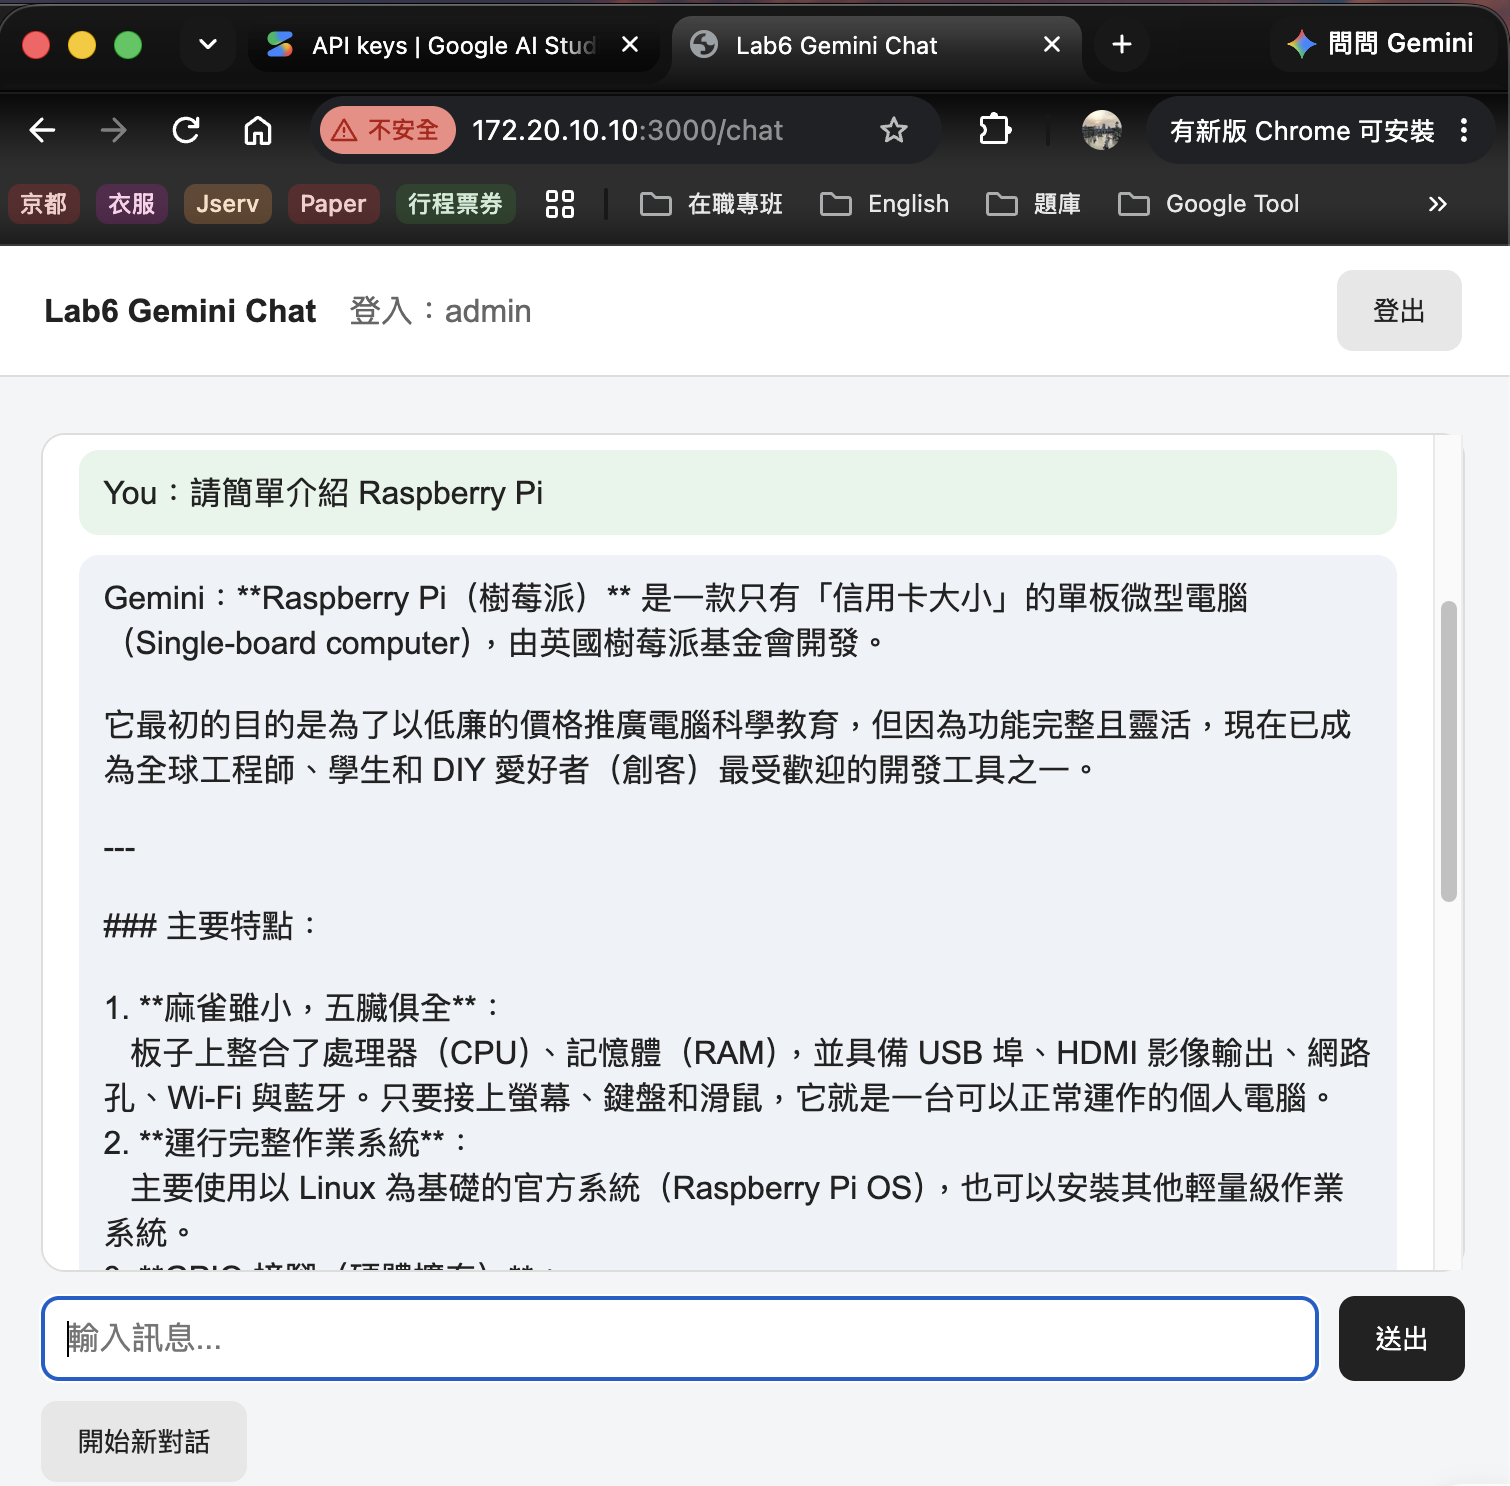 API keys | Google AI Stud
Lab6 Gemini Chat
問問 Gemini
不安全
172.20.10.10:3000/chat
有新版 Chrome 可安裝
京都
衣服
Jserv
Paper
行程票券
在職專班
English
題庫
Google Tool
Lab6 Gemini Chat
登入：admin
登出
You：請簡單介紹 Raspberry Pi
Gemini：**Raspberry Pi（樹莓派）** 是一款只有「信用卡大小」的單板微型電腦
（Single-board computer），由英國樹莓派基金會開發。
它最初的目的是為了以低廉的價格推廣電腦科學教育，但因為功能完整且靈活，現在已成
為全球工程師、學生和 DIY 愛好者（創客）最受歡迎的開發工具之一。
---
### 主要特點：
1. **麻雀雖小，五臟俱全**：
板子上整合了處理器（CPU）、記憶體（RAM），並具備 USB 埠、HDMI 影像輸出、網路
孔、Wi-Fi 與藍牙。只要接上螢幕、鍵盤和滑鼠，它就是一台可以正常運作的個人電腦。
2. **運行完整作業系統**：
主要使用以 Linux 為基礎的官方系統（Raspberry Pi OS），也可以安裝其他輕量級作業
系統。
輸入訊息...
送出
開始新對話